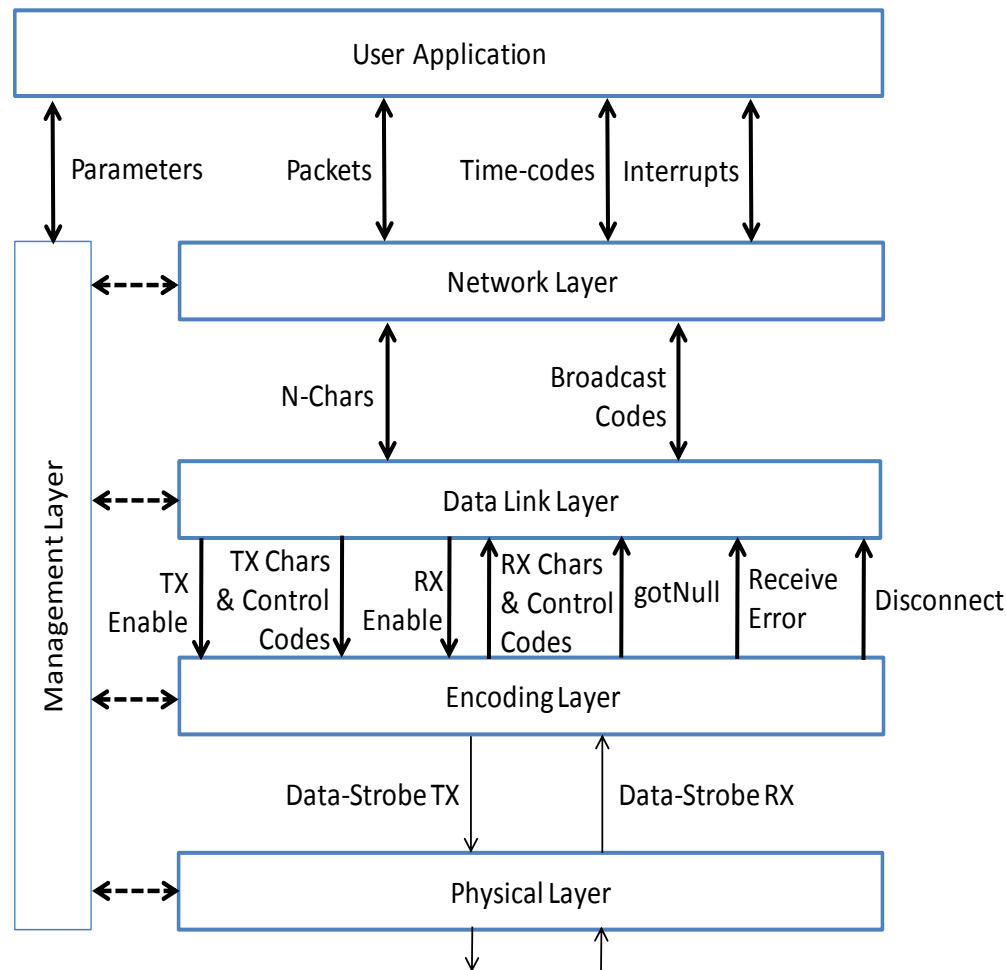 User Application
Parameters
Packets
Time-codes
Interrupts
Network Layer
N-Chars
Broadcast
Codes
Management Layer
Data Link Layer
TX
Enable
TX Chars
& Control
Codes
RX
Enable
RX Chars
& Control
Codes
gotNull
Receive
Error
Disconnect
Encoding Layer
Data-Strobe TX
Data-Strobe RX
Physical Layer